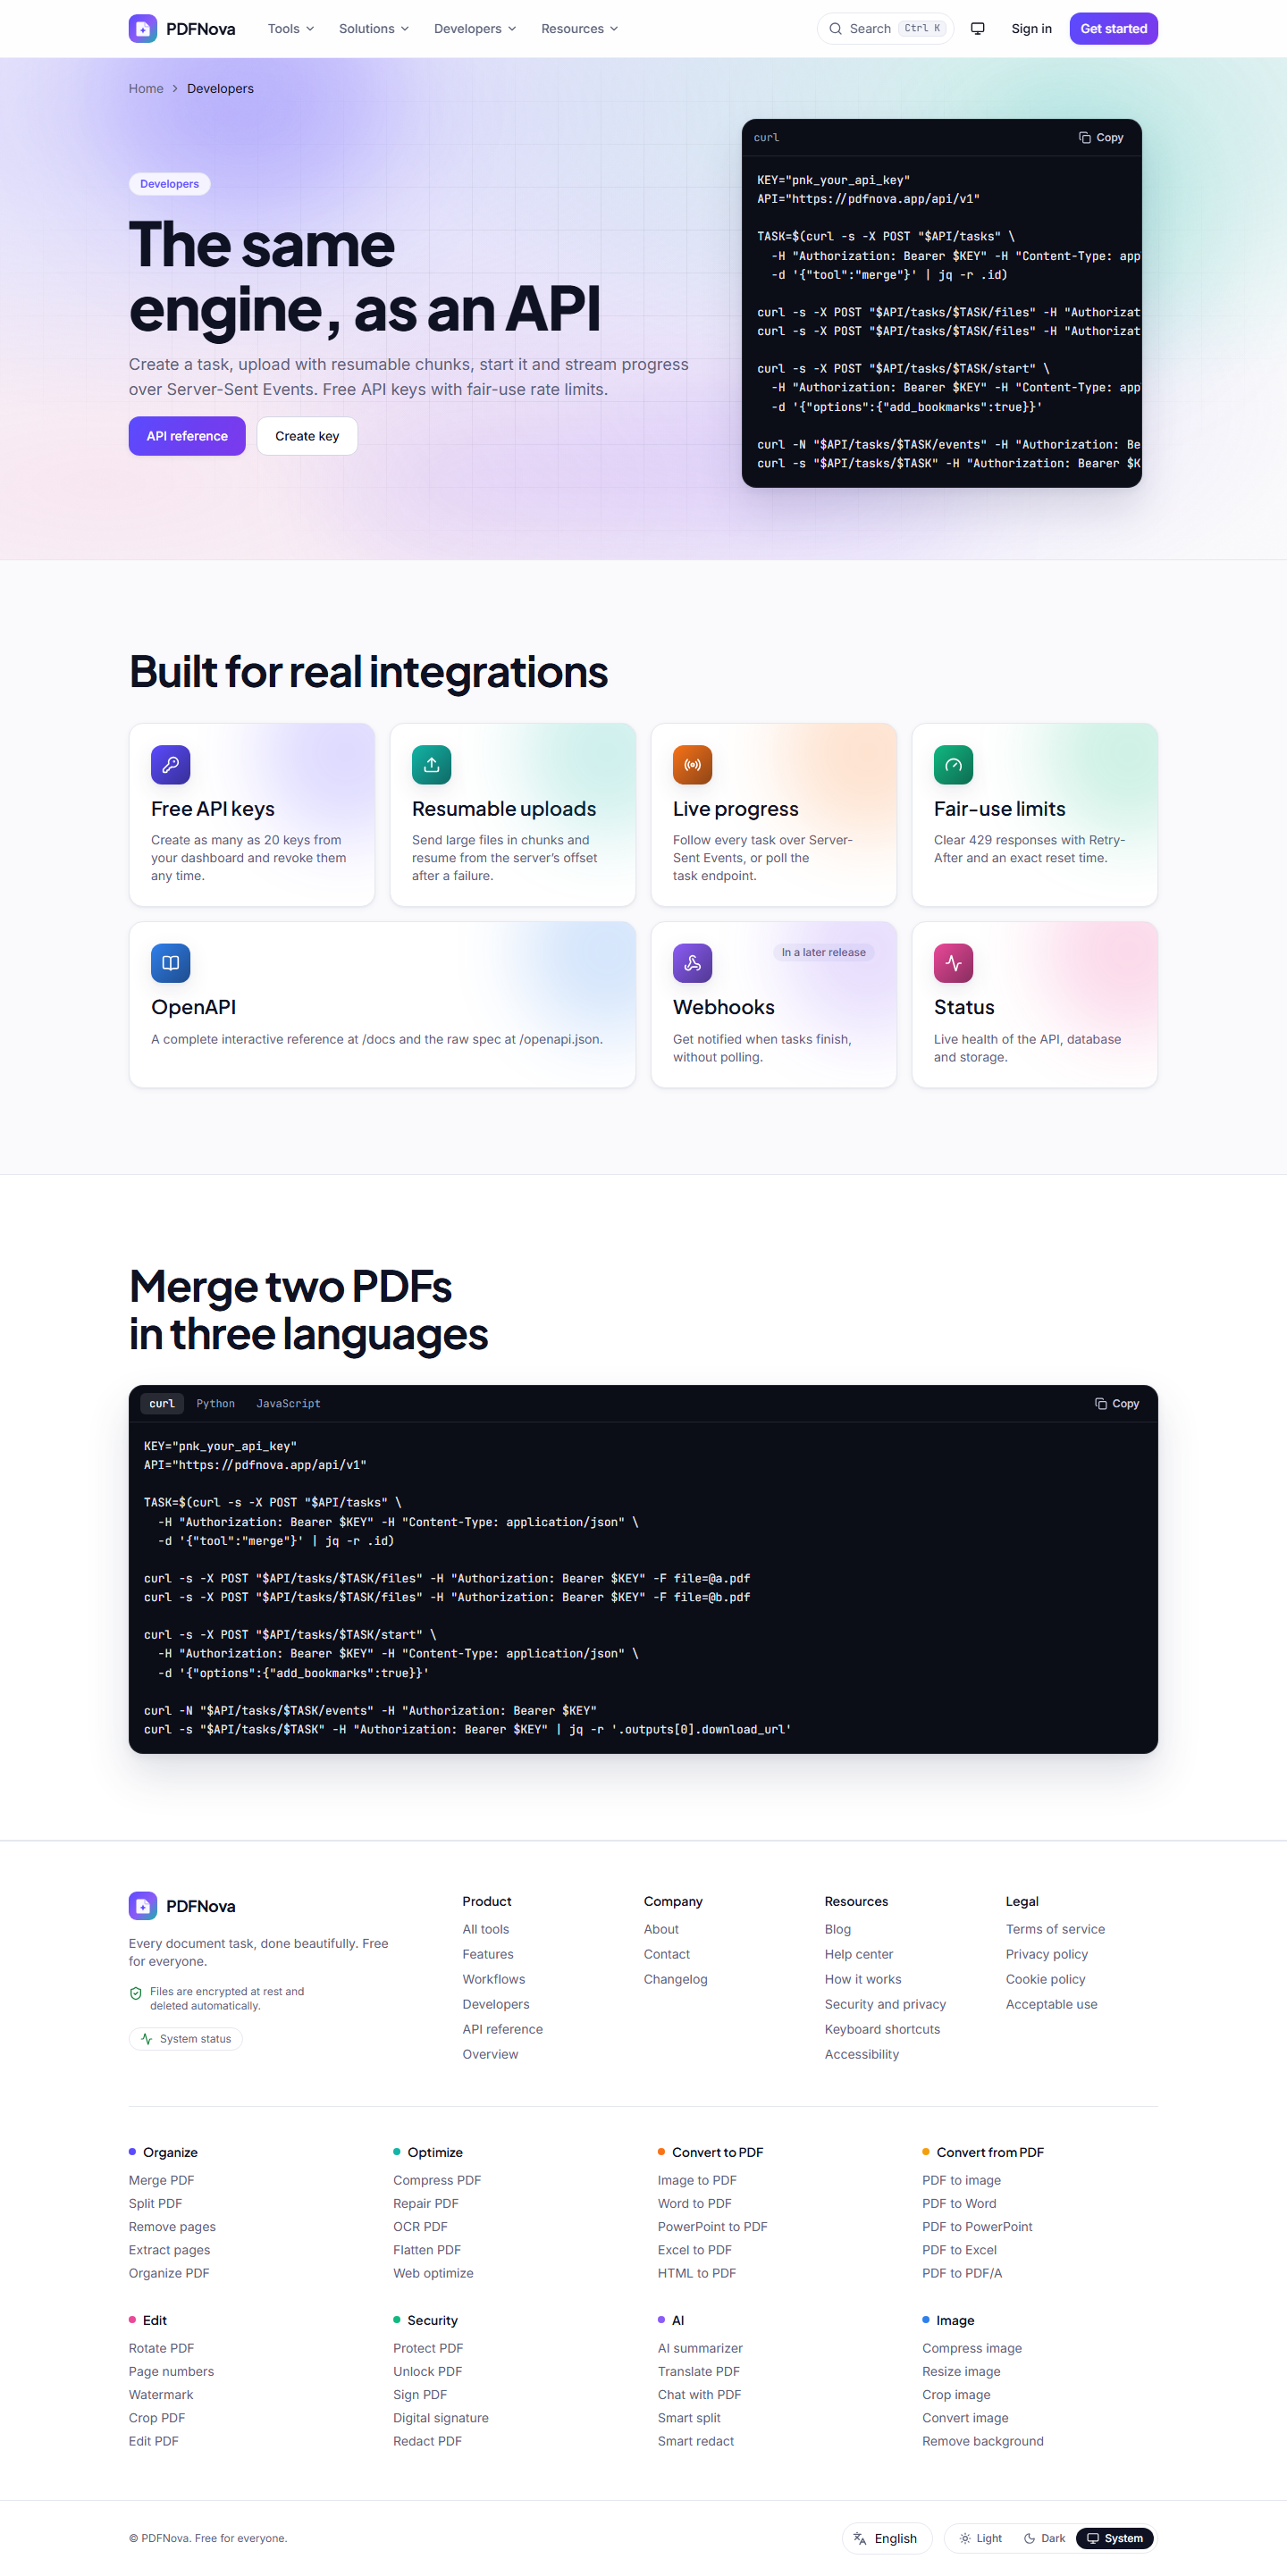 PDFNova
Tools
Solutions
Developers
Resources
Search
Ctrl K
Sign in
Get started
Home
Developers
Developers
The same
engine, as an API
Create a task, upload with resumable chunks, start it and stream progress
over Server-Sent Events. Free API keys with fair-use rate limits.
API reference
Create key
curl
Copy
KEY="pnk_your_api_key"
API="https://pdfnova.app/api/v1"
TASK=$(curl -s -X POST "$API/tasks" \
-H "Authorization: Bearer $KEY" -H "Content-Type: app
-d '{"tool":"merge"}' | jq -r .id)
curl -s -X POST "$API/tasks/$TASK/files" -H "Authorizat
curl -s -X POST "$API/tasks/$TASK/files" -H "Authorizat
curl -s -X POST "$API/tasks/$TASK/start" \
-H "Authorization: Bearer $KEY" -H "Content-Type: app
-d '{"options":{"add_bookmarks":true}}'
curl -N "$API/tasks/$TASK/events" -H "Authorization: Be
curl -s "$API/tasks/$TASK" -H "Authorization: Bearer $K
Built for real integrations
Free API keys
Create as many as 20 keys from
your dashboard and revoke them
any time.
Resumable uploads
Send large files in chunks and
resume from the server's offset
after a failure.
Live progress
Follow every task over Server-
Sent Events, or poll the
task endpoint.
Fair-use limits
Clear 429 responses with Retry-
After and an exact reset time.
OpenAPI
A complete interactive reference at /docs and the raw spec at /openapi.json.
In a later release
Webhooks
Get notified when tasks finish,
without polling.
Status
Live health of the API, database
and storage.
Merge two PDFs
in three languages
curl
Python
JavaScript
Copy
KEY="pnk_your_api_key"
API="https://pdfnova.app/api/v1"
TASK=$(curl -s -X POST "$API/tasks" \
-H "Authorization: Bearer $KEY" -H "Content-Type: application/json" \
-d '{"tool":"merge"}' | jq -r .id)
curl -s -X POST "$API/tasks/$TASK/files" -H "Authorization: Bearer $KEY" -F file=@a.pdf
curl -s -X POST "$API/tasks/$TASK/files" -H "Authorization: Bearer $KEY" -F file=@b.pdf
curl -s -X POST "$API/tasks/$TASK/start" \
-H "Authorization: Bearer $KEY" -H "Content-Type: application/json" \
-d '{"options":{"add_bookmarks":true}}'
curl -N "$API/tasks/$TASK/events" -H "Authorization: Bearer $KEY"
curl -s "$API/tasks/$TASK" -H "Authorization: Bearer $KEY" | jq -r '.outputs[0].download_url'
PDFNova
Every document task, done beautifully. Free
for everyone.
Files are encrypted at rest and
deleted automatically.
System status
Product
All tools
Features
Workflows
Developers
API reference
Overview
Company
About
Contact
Changelog
Resources
Blog
Help center
How it works
Security and privacy
Keyboard shortcuts
Accessibility
Legal
Terms of service
Privacy policy
Cookie policy
Acceptable use
Organize
Merge PDF
Split PDF
Remove pages
Extract pages
Organize PDF
Optimize
Compress PDF
Repair PDF
OCR PDF
Flatten PDF
Web optimize
Convert to PDF
Image to PDF
Word to PDF
PowerPoint to PDF
Excel to PDF
HTML to PDF
Convert from PDF
PDF to image
PDF to Word
PDF to PowerPoint
PDF to Excel
PDF to PDF/A
Edit
Rotate PDF
Page numbers
Watermark
Crop PDF
Edit PDF
Security
Protect PDF
Unlock PDF
Sign PDF
Digital signature
Redact PDF
AI
AI summarizer
Translate PDF
Chat with PDF
Smart split
Smart redact
Image
Compress image
Resize image
Crop image
Convert image
Remove background
© PDFNova. Free for everyone.
English
Light
Dark
System